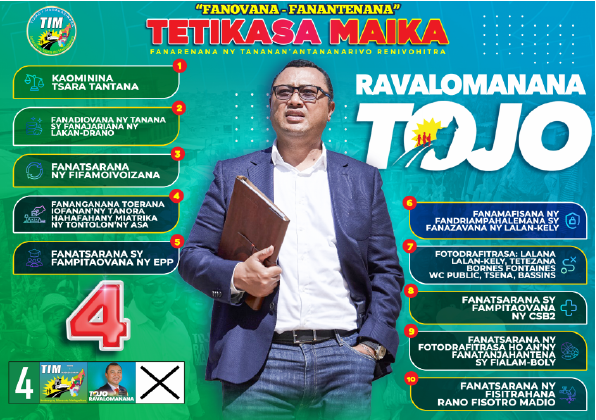 TIM
"FANOVANA - FANANTENANA"
TETIKASA MAIKA
FANARENANA NY TANANAN'ANTANANARIVO RENIVOHITRA
RAVALOMANANA
TOJO
1
KAOMININA
TSARA TANTANA
2
FANADIOVANA NY TANANA
SY FANAJARIANA NY
LAKAN-DRANO
3
FANATSARANA
NY FIFAMOIVOIZANA
4
FANANGANANA TOERANA
IOFANAN'NY TANORA
HAHAFAHANY MIATRIKA
NY TONTOLON'NY ASA
5
FANATSARANA SY
FAMPITAOVANA NY EPP
6
FANAMAFISANA NY
FANDRIAMPAHALEMANA SY
FANAZAVANA NY LALAN-KELY
7
FOTODRAFITRASA: LALANA
LALAN-KELY, TETEZANA
BORNES FONTAINES
WC PUBLIC, TSENA, BASSINS
8
FANATSARANA SY
FAMPITAOVANA
NY CSB2
9
FANATSARANA NY
FOTODRAFITRASA HO AN'NY
FANATANJAHANTENA
SY FIALAM-BOLY
10
FANATSARANA NY
FISITRAHANA
RANO FISOTRO MADIO
4
4
TIM
TOJO
RAVALOMANANA